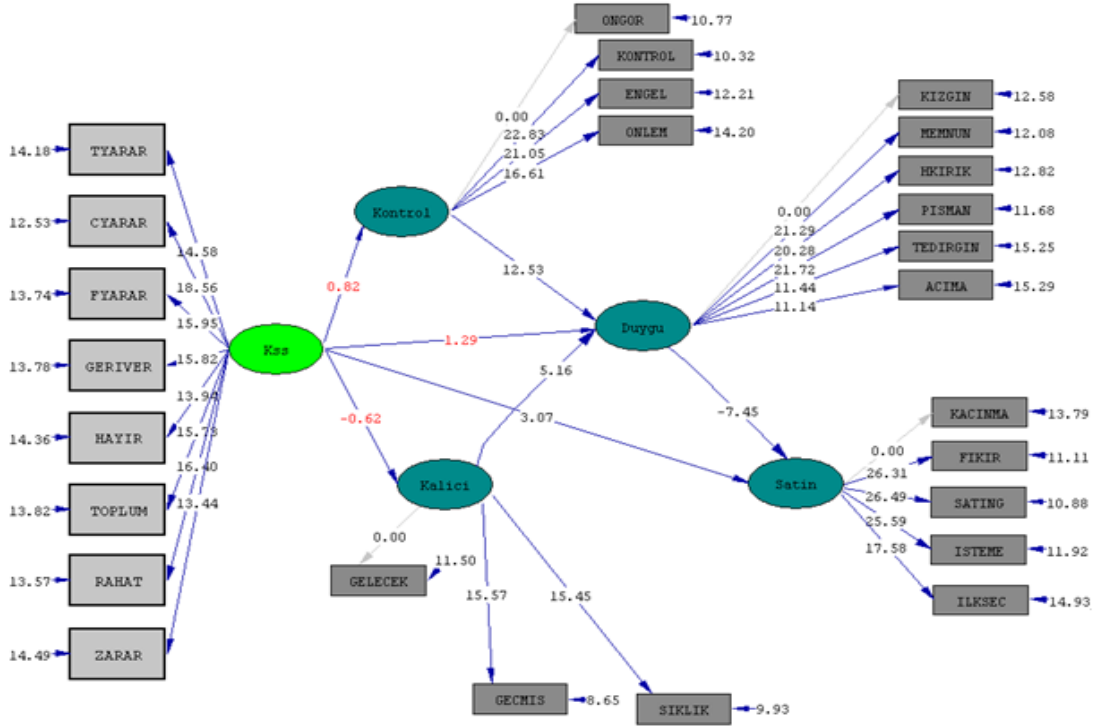 ONGOR 10.77
KONTROL 10.32
ENGEL 12.21
ONLEM 14.20
0.00
22.83
21.05
16.61
KIZGIN 12.58
MEMNUN 12.08
HKIRIK 12.82
PISMAN 11.68
TEDIRGIN 15.25
ACIMA 15.29
0.00
21.29
20.28
21.72
11.44
11.14
14.18 TYARAR
12.53 CYARAR
13.74 FYARAR
13.78 GERIVER
14.36 HAYIR
13.82 TOPLUM
13.57 RAHAT
14.49 ZARAR
14.58
18.56
15.95
15.82
13.94
15.73
16.40
13.44
Kss
Kontrol
0.82
12.53
1.29
Duygu
5.16
-0.62
3.07
-7.45
Kalici
Satin
0.00
GELECEK 11.50
15.57
15.45
GECMIS 8.65
SIKLIK 9.93
KACINMA 13.79
FIKIR 11.11
SATING 10.88
ISTEME 11.92
ILKSEC 14.93
0.00
26.31
26.49
25.59
17.58